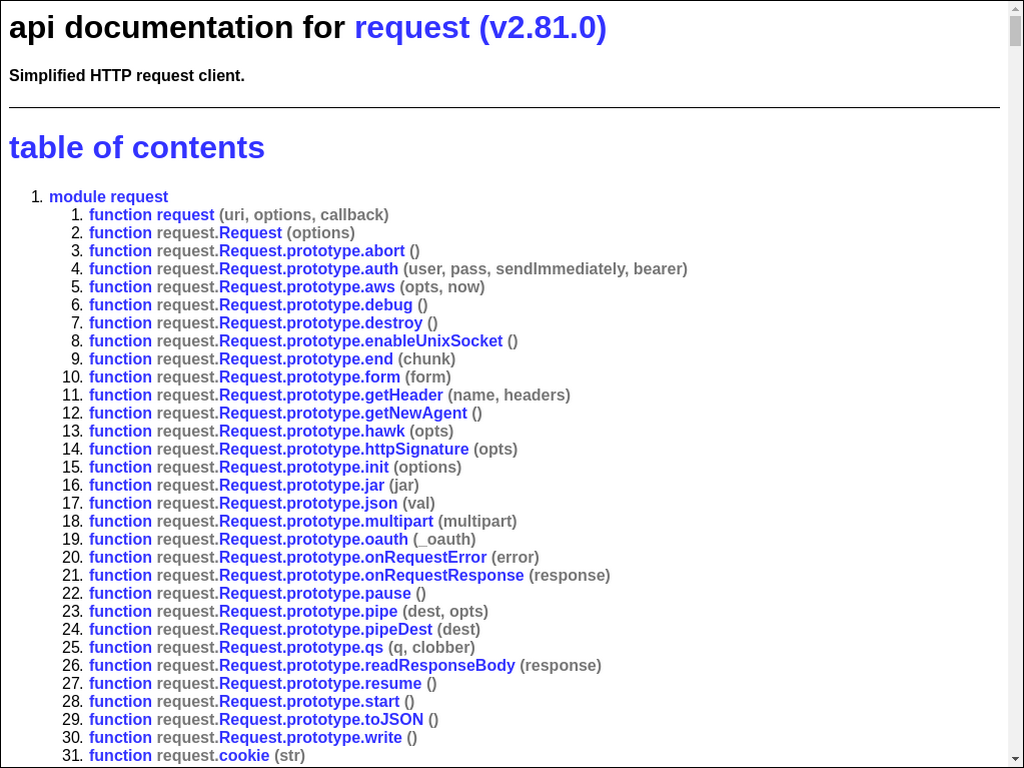 api documentation for request (v2.81.0)
Simplified HTTP request client.
table of contents
1. module request
1. function request (uri, options, callback)
2. function request.Request (options)
3. function request.Request.prototype.abort ()
4. function request.Request.prototype.auth (user, pass, sendImmediately, bearer)
5. function request.Request.prototype.aws (opts, now)
6. function request.Request.prototype.debug ()
7. function request.Request.prototype.destroy ()
8. function request.Request.prototype.enableUnixSocket ()
9. function request.Request.prototype.end (chunk)
10. function request.Request.prototype.form (form)
11. function request.Request.prototype.getHeader (name, headers)
12. function request.Request.prototype.getNewAgent ()
13. function request.Request.prototype.hawk (opts)
14. function request.Request.prototype.httpSignature (opts)
15. function request.Request.prototype.init (options)
16. function request.Request.prototype.jar (jar)
17. function request.Request.prototype.json (val)
18. function request.Request.prototype.multipart (multipart)
19. function request.Request.prototype.oauth (_oauth)
20. function request.Request.prototype.onRequestError (error)
21. function request.Request.prototype.onRequestResponse (response)
22. function request.Request.prototype.pause ()
23. function request.Request.prototype.pipe (dest, opts)
24. function request.Request.prototype.pipeDest (dest)
25. function request.Request.prototype.qs (q, clobber)
26. function request.Request.prototype.readResponseBody (response)
27. function request.Request.prototype.resume ()
28. function request.Request.prototype.start ()
29. function request.Request.prototype.toJSON ()
30. function request.Request.prototype.write ()
31. function request.cookie (str)